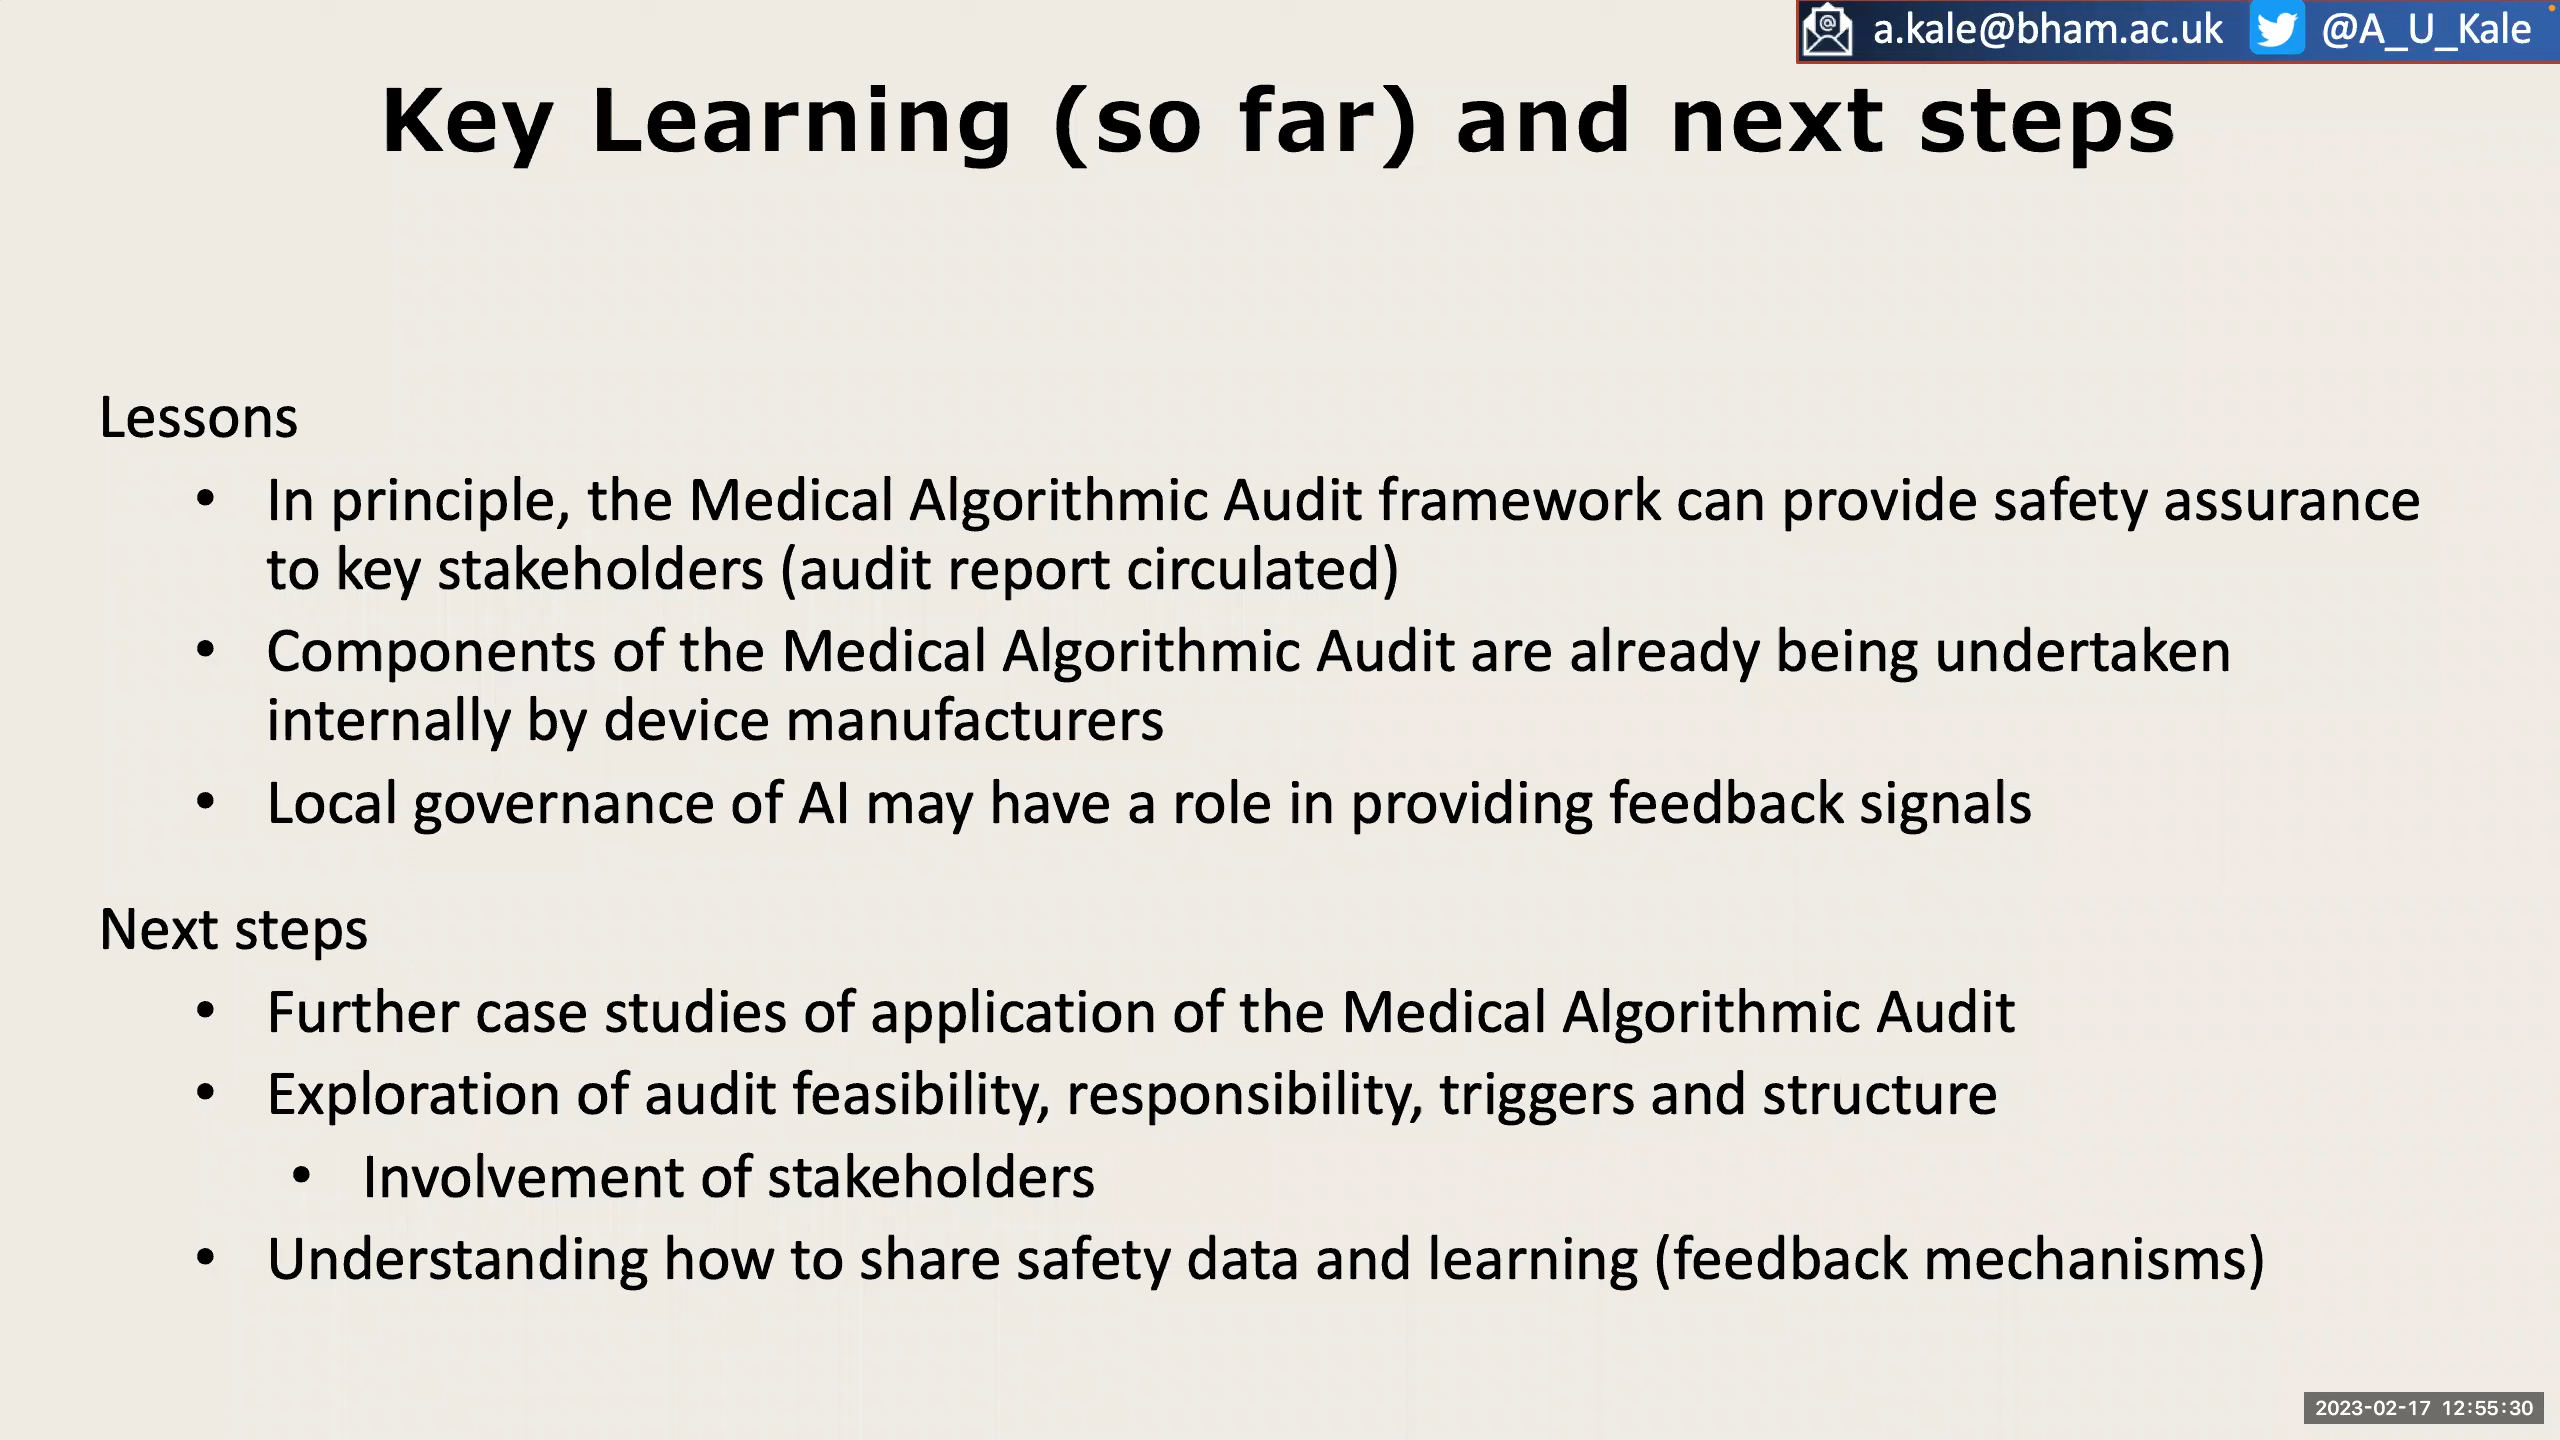 a.kale@bham.ac.uk @A_U_Kale
Key Learning (so far) and next steps
Lessons
• In principle, the Medical Algorithmic Audit framework can provide safety assurance
to key stakeholders (audit report circulated)
• Components of the Medical Algorithmic Audit are already being undertaken
internally by device manufacturers
• Local governance of AI may have a role in providing feedback signals
Next steps
• Further case studies of application of the Medical Algorithmic Audit
• Exploration of audit feasibility, responsibility, triggers and structure
• Involvement of stakeholders
• Understanding how to share safety data and learning (feedback mechanisms)
2023-02-17 12:55:30